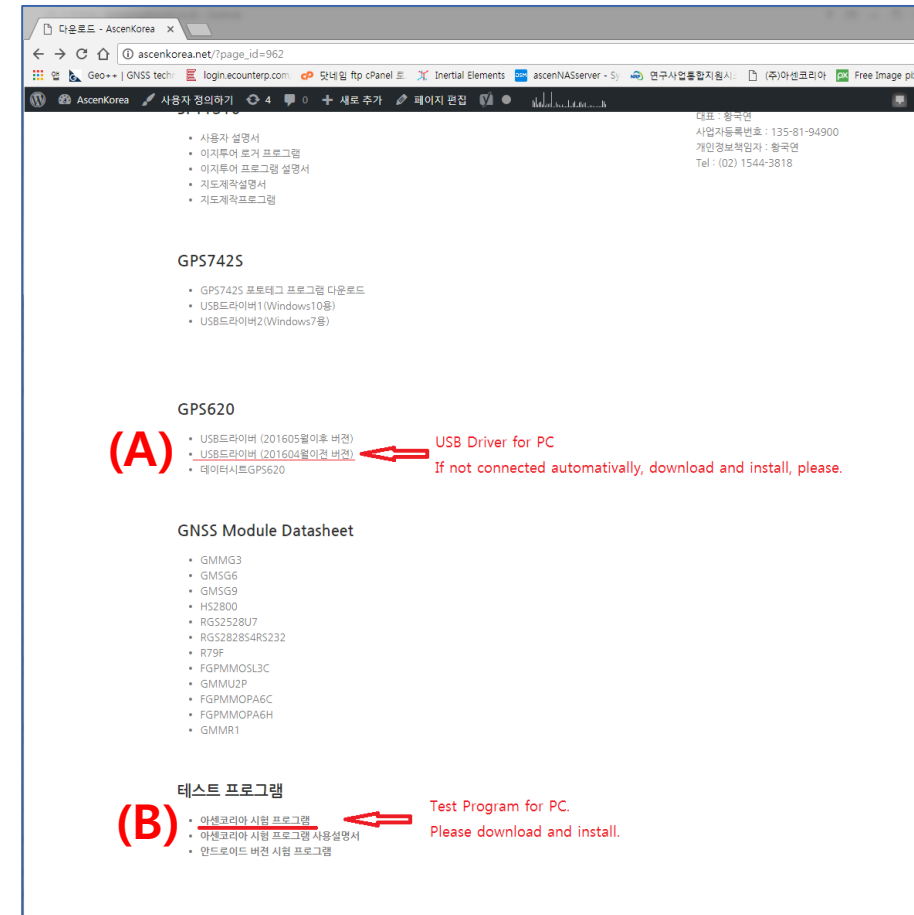 다운로드 - AscenKorea
ascenkorea.net/?page_id=962
앱 Geo++ | GNSS tech login.ecounterp.com 닷네임 ftp cPanel 로 Inertial Elements ascenNASserver - Sy 연구사업통합지원시 (주)아센코리아 Free Image
AscenKorea 사용자 정의하기 4 0 새로 추가 페이지 편집
대표 : 황국연
사업자등록번호 : 135-81-94900
개인정보책임자 : 황국연
Tel : (02) 1544-3818
사용자 설명서
이지투어 로거 프로그램
이지투어 프로그램 설명서
지도제작설명서
지도제작프로그램
GPS742S
GPS742S 포토테그 프로그램 다운로드
USB드라이버1(Windows10용)
USB드라이버2(Windows7용)
GPS620
(A)
USB드라이버 (201605월이후 버젼)
USB드라이버 (201604월이전 버젼)
데이터시트GPS620
USB Driver for PC
If not connected automativally, download and install, please.
GNSS Module Datasheet
GMMG3
GMSG6
GMSG9
HS2800
RGS2528U7
RGS2828S4RS232
R79F
FGPMMOSL3C
GMMU2P
FGPMMOPA6C
FGPMMOPA6H
GMMR1
테스트 프로그램
(B)
아센코리아 시험 프로그램
아센코리아 시험 프로그램 사용설명서
안드로이드 버젼 시험 프로그램
Test Program for PC.
Please download and install.